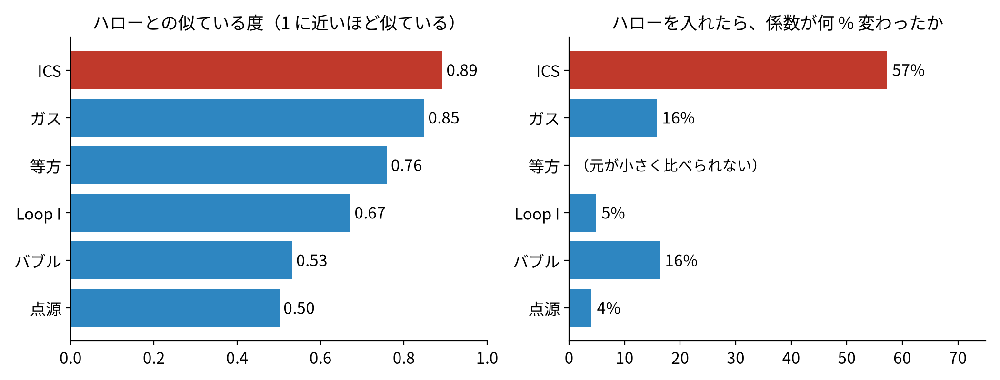 ハローとの似ている度（1 に近いほど似ている）
ICS
0.89
ガス
0.85
等方
0.76
Loop I
0.67
バブル
0.53
点源
0.50
0.0 0.2 0.4 0.6 0.8 1.0
ハローを入れたら、係数が何 % 変わったか
ICS
57%
ガス
16%
等方
（元が小さく比べられない）
Loop I
5%
バブル
16%
点源
4%
0 10 20 30 40 50 60 70